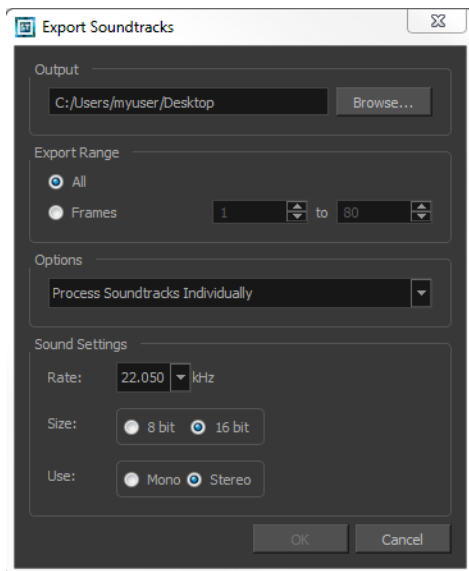 Export Soundtracks
Output
C:/Users/myuser/Desktop
Browse...
Export Range
All
Frames 1 to 80
Options
Process Soundtracks Individually
Sound Settings
Rate: 22.050 kHz
Size: 8 bit 16 bit
Use: Mono Stereo
OK Cancel